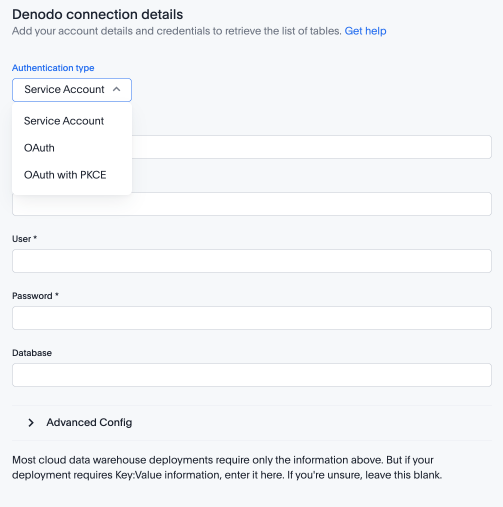 Denodo connection details
Add your account details and credentials to retrieve the list of tables. Get help
Authentication type
Service Account
Service Account
OAuth
OAuth with PKCE
User *
Password *
Database
Advanced Config
Most cloud data warehouse deployments require only the information above. But if your
deployment requires Key:Value information, enter it here. If you're unsure, leave this blank.